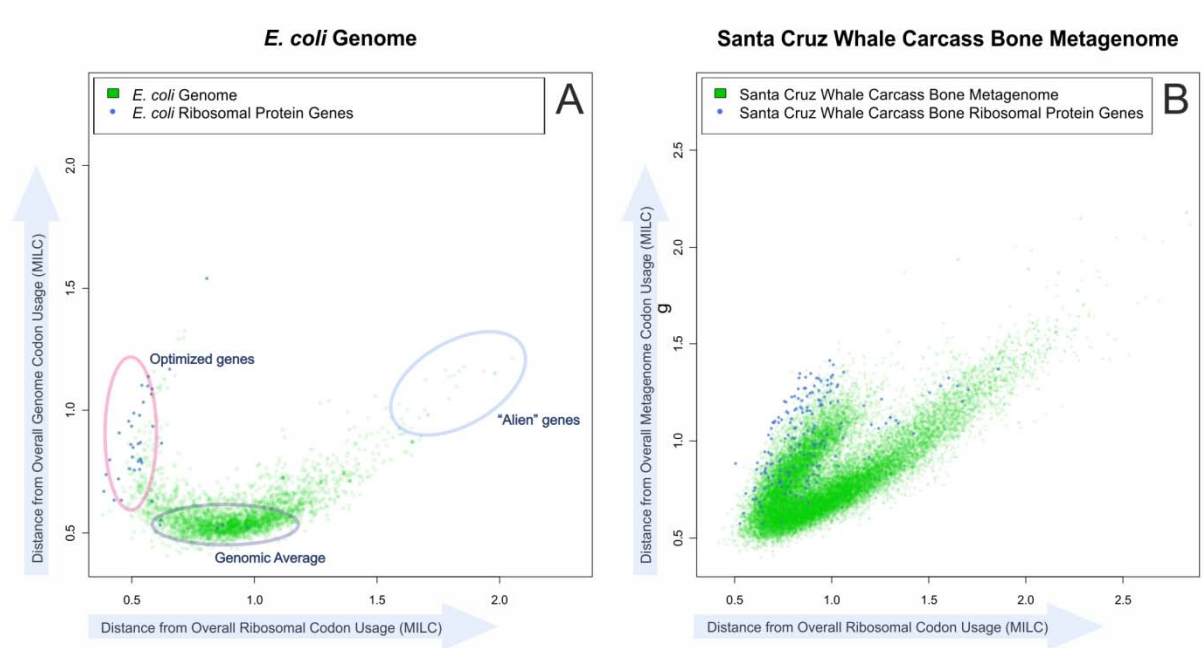 E. coli Genome
E. coli Genome
E. coli Ribosomal Protein Genes
A
2.0
1.5
1.0
0.5
Distance from Overall Genome Codon Usage (MILC)
Optimized genes
"Alien" genes
Genomic Average
0.5 1.0 1.5 2.0
Distance from Overall Ribosomal Codon Usage (MILC)
Santa Cruz Whale Carcass Bone Metagenome
Santa Cruz Whale Carcass Bone Metagenome
Santa Cruz Whale Carcass Bone Ribosomal Protein Genes
B
2.5
2.0
1.5
g
1.0
0.5
Distance from Overall Metagenome Codon Usage (MILC)
0.5 1.0 1.5 2.0 2.5
Distance from Overall Ribosomal Codon Usage (MILC)